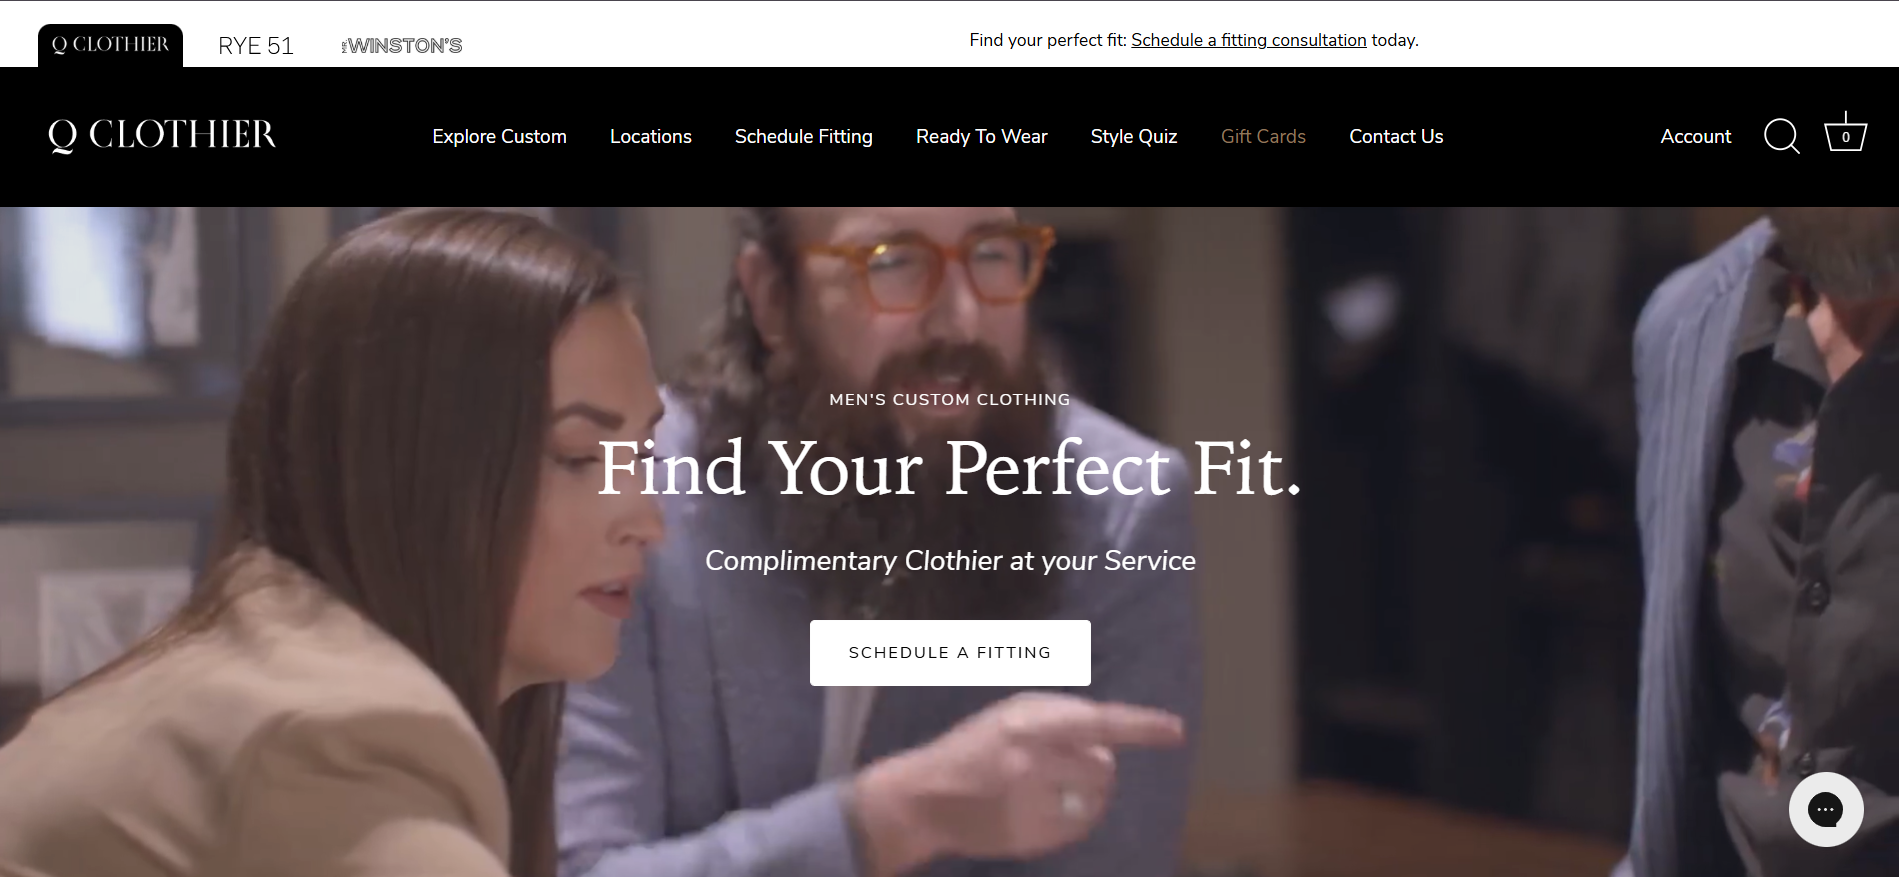 Q CLOTHIER
RYE 51
MR WINSTON'S
Find your perfect fit: Schedule a fitting consultation today.
Q CLOTHIER
Explore Custom
Locations
Schedule Fitting
Ready To Wear
Style Quiz
Gift Cards
Contact Us
Account
0
MEN'S CUSTOM CLOTHING
Find Your Perfect Fit.
Complimentary Clothier at your Service
SCHEDULE A FITTING